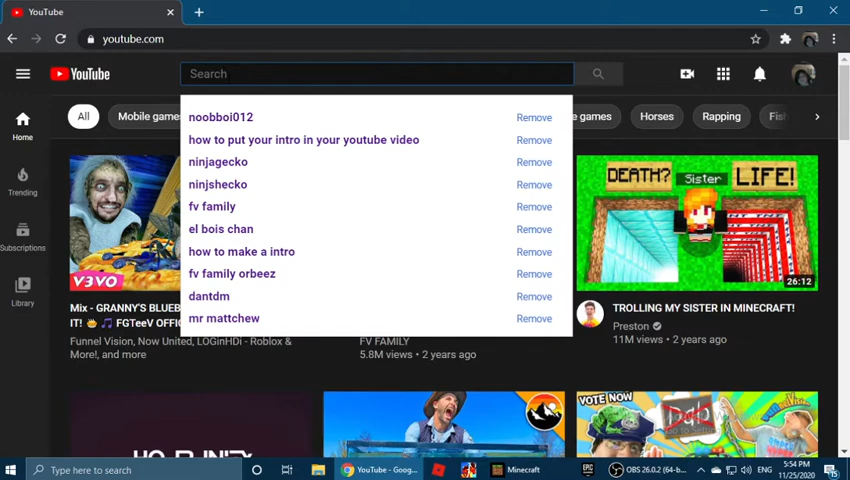 YouTube
youtube.com
YouTube
Search
All
Mobile games
e games
Horses
Rapping
Fish
noobboi012 Remove
how to put your intro in your youtube video Remove
ninjagecko Remove
ninjshecko Remove
fv family Remove
el bois chan Remove
how to make a intro Remove
fv family orbeez Remove
dantdm Remove
mr mattchew Remove
Home
Trending
Subscriptions
Library
V3VO
DEATH?
Sister
LIFE!
26:12
Mix - GRANNY'S BLUEB
IT! FGTeeV OFFIC
Funnel Vision, Now United, LOGinHDi - Roblox &
More!, and more
FV FAMILY
5.8M views • 2 years ago
TROLLING MY SISTER IN MINECRAFT!
Preston
11M views • 2 years ago
VOTE NOW!
Type here to search
YouTube - Goog...
Minecraft
EPIC
OBS 26.0.2 (64-b...
ENG
5:54 PM
11/25/2020